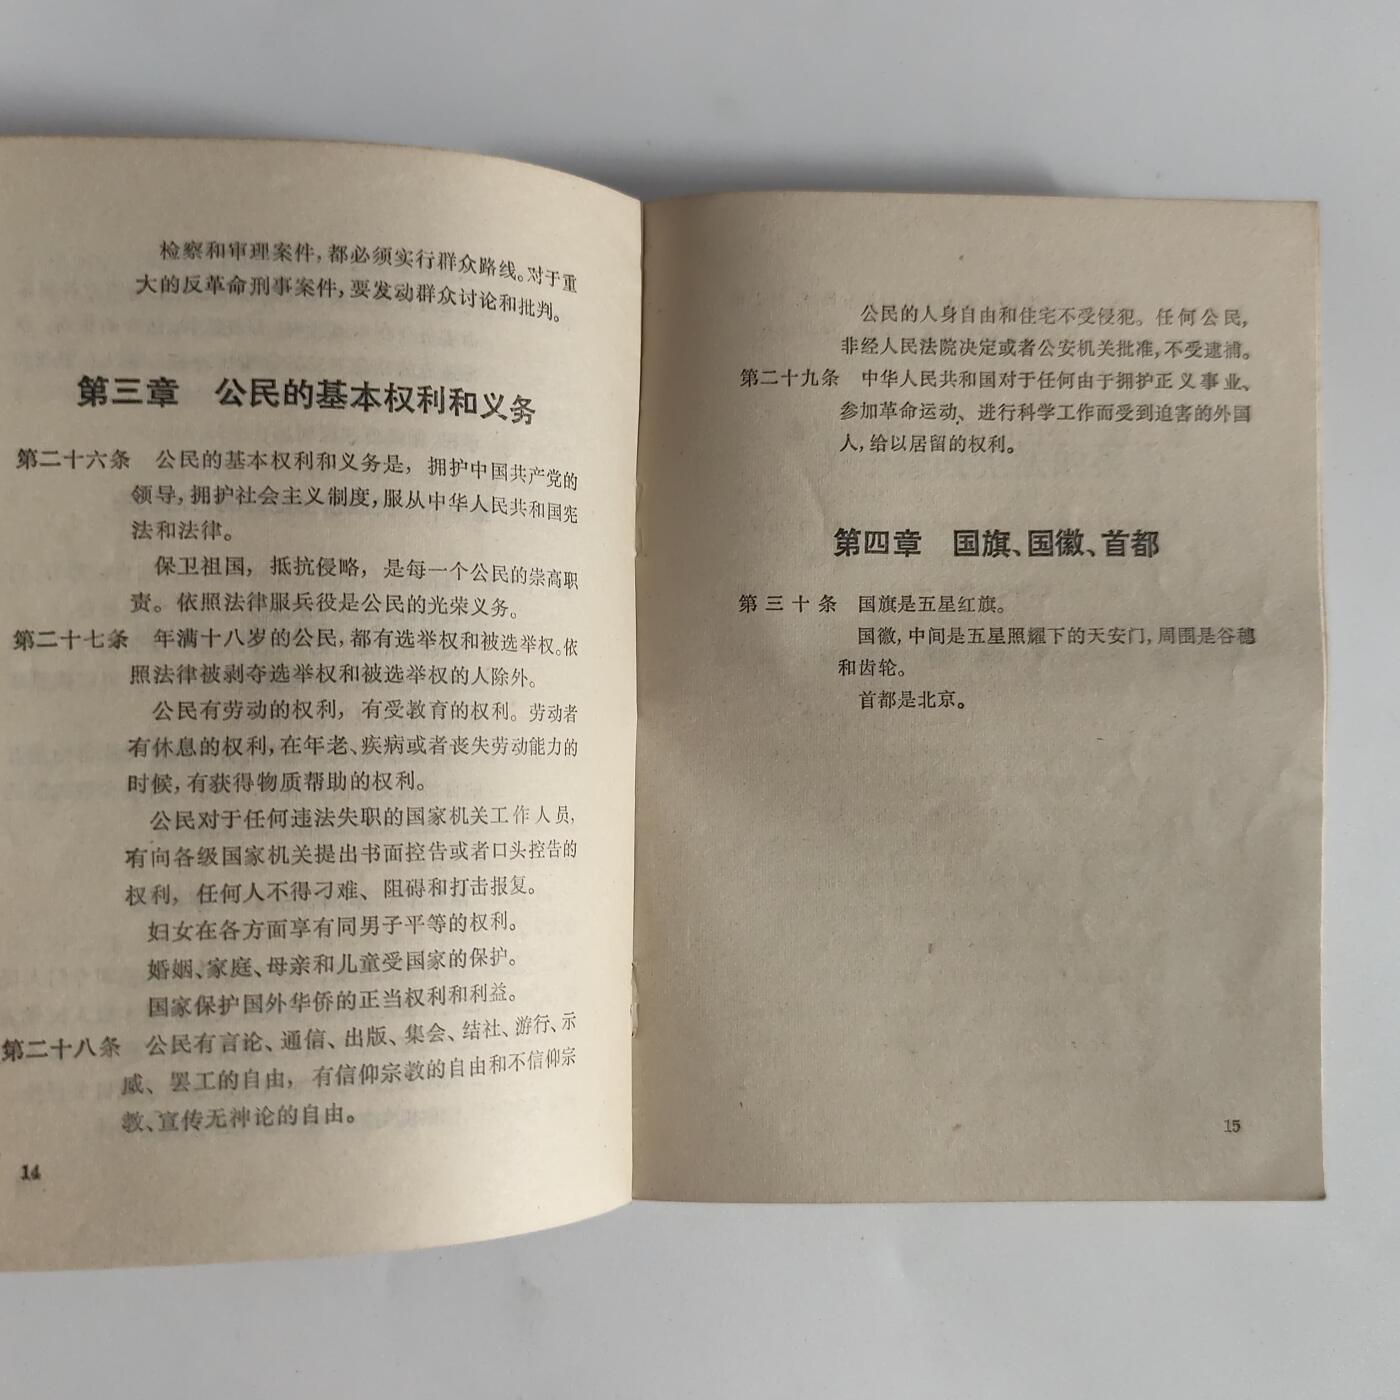 检察和审理案件，都必须实行群众路线。对于重
大的反革命刑事案件，要发动群众讨论和批判。
第三章　公民的基本权利和义务
第二十六条　公民的基本权利和义务是，拥护中国共产党的
领导，拥护社会主义制度，服从中华人民共和国宪
法和法律。
保卫祖国，抵抗侵略，是每一个公民的崇高职
责。依照法律服兵役是公民的光荣义务。
第二十七条　年满十八岁的公民，都有选举权和被选举权。依
照法律被剥夺选举权和被选举权的人除外。
公民有劳动的权利，有受教育的权利。劳动者
有休息的权利，在年老、疾病或者丧失劳动能力的
时候，有获得物质帮助的权利。
公民对于任何违法失职的国家机关工作人员，
有向各级国家机关提出书面控告或者口头控告的
权利，任何人不得刁难、阻碍和打击报复。
妇女在各方面享有同男子平等的权利。
婚姻、家庭、母亲和儿童受国家的保护。
国家保护国外华侨的正当权利和利益。
第二十八条　公民有言论、通信、出版、集会、结社、游行、示
威、罢工的自由，有信仰宗教的自由和不信仰宗
教、宣传无神论的自由。
14
公民的人身自由和住宅不受侵犯。任何公民，
非经人民法院决定或者公安机关批准，不受逮捕。
第二十九条　中华人民共和国对于任何由于拥护正义事业、
参加革命运动、进行科学工作而受到迫害的外国
人，给以居留的权利。
第四章　国旗、国徽、首都
第三十条　国旗是五星红旗。
国徽，中间是五星照耀下的天安门，周围是谷穗
和齿轮。
首都是北京。
15